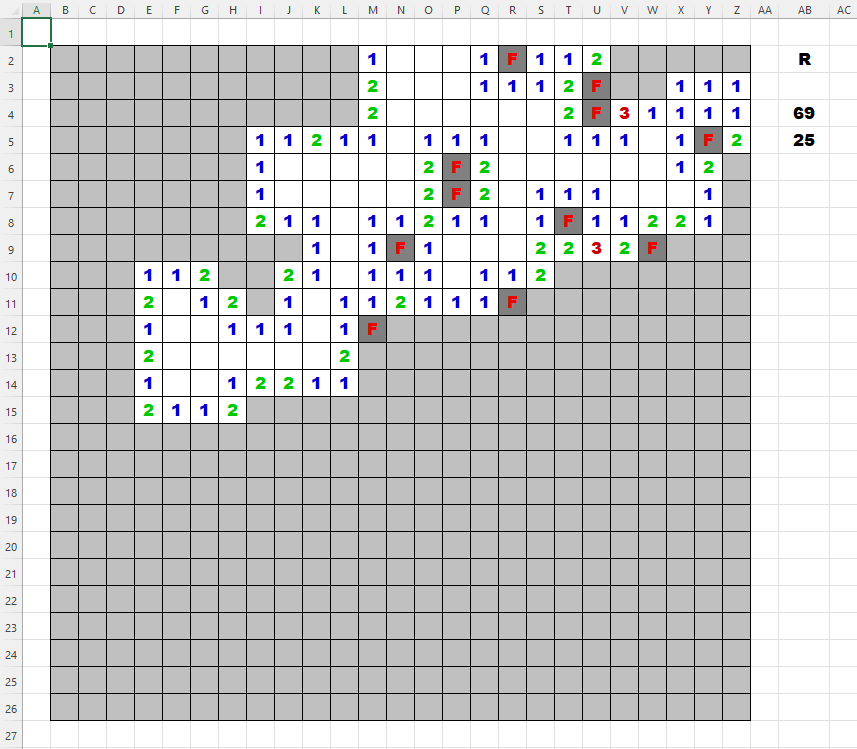 A B C D E F G H I J K L M N O P Q R S T U V W X Y Z AA AB AC
1
2 1 1 F 1 1 2 R
3 2 1 1 1 2 F 1 1 1
4 2 2 F 3 1 1 1 1 69
5 1 1 2 1 1 1 1 1 1 1 1 1 F 2 25
6 1 2 F 2 1 2
7 1 2 F 2 1 1 1 1
8 2 1 1 1 1 2 1 1 1 F 1 1 2 2 1
9 1 1 F 1 2 2 3 2 F
10 1 1 2 2 1 1 1 1 1 1 2
11 2 1 2 1 1 1 2 1 1 1 F
12 1 1 1 1 1 F
13 2 2
14 1 1 2 2 1 1
15 2 1 1 2
16
17
18
19
20
21
22
23
24
25
26
27